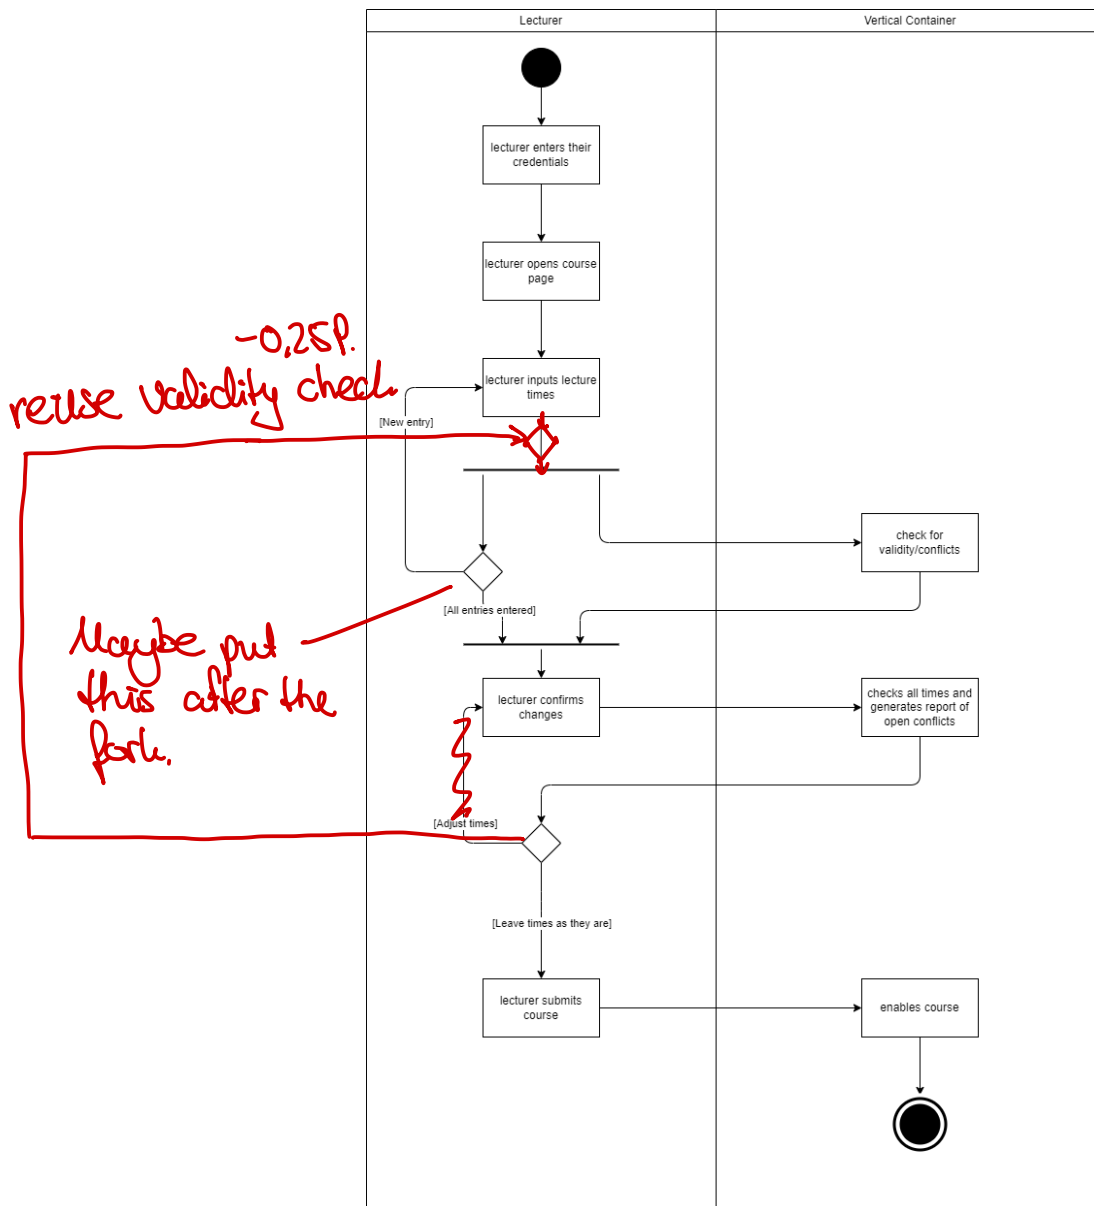 Lecturer
Vertical Container
lecturer enters their
credentials
lecturer opens course
page
-0,25P.
reuse validity check.
lecturer inputs lecture
times
[New entry]
check for
validity/conflicts
[All entries entered]
Maybe put
this after the
fork.
lecturer confirms
changes
checks all times and
generates report of
open conflicts
[Adjust times]
[Leave times as they are]
lecturer submits
course
enables course